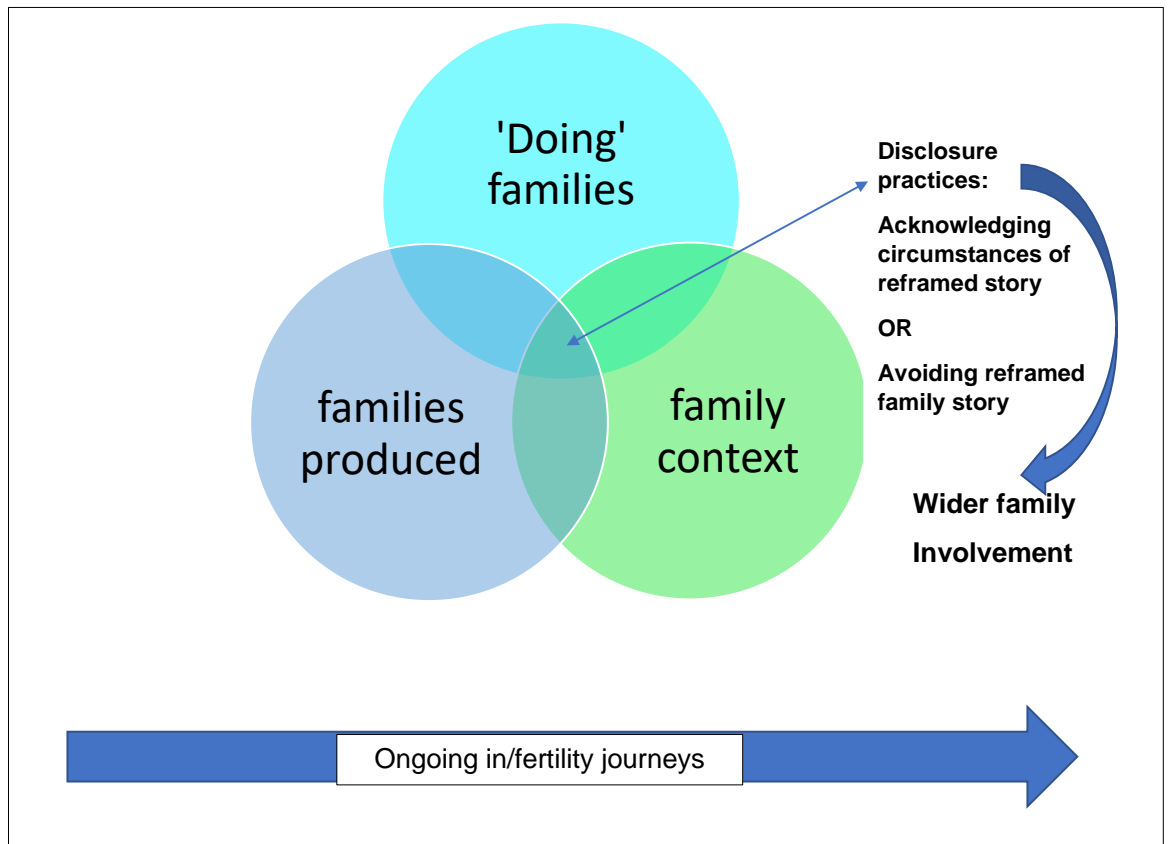 'Doing'
families
families
produced
family
context
Disclosure
practices:
Acknowledging
circumstances of
reframed story
OR
Avoiding reframed
family story
Wider family
Involvement
Ongoing in/fertility journeys